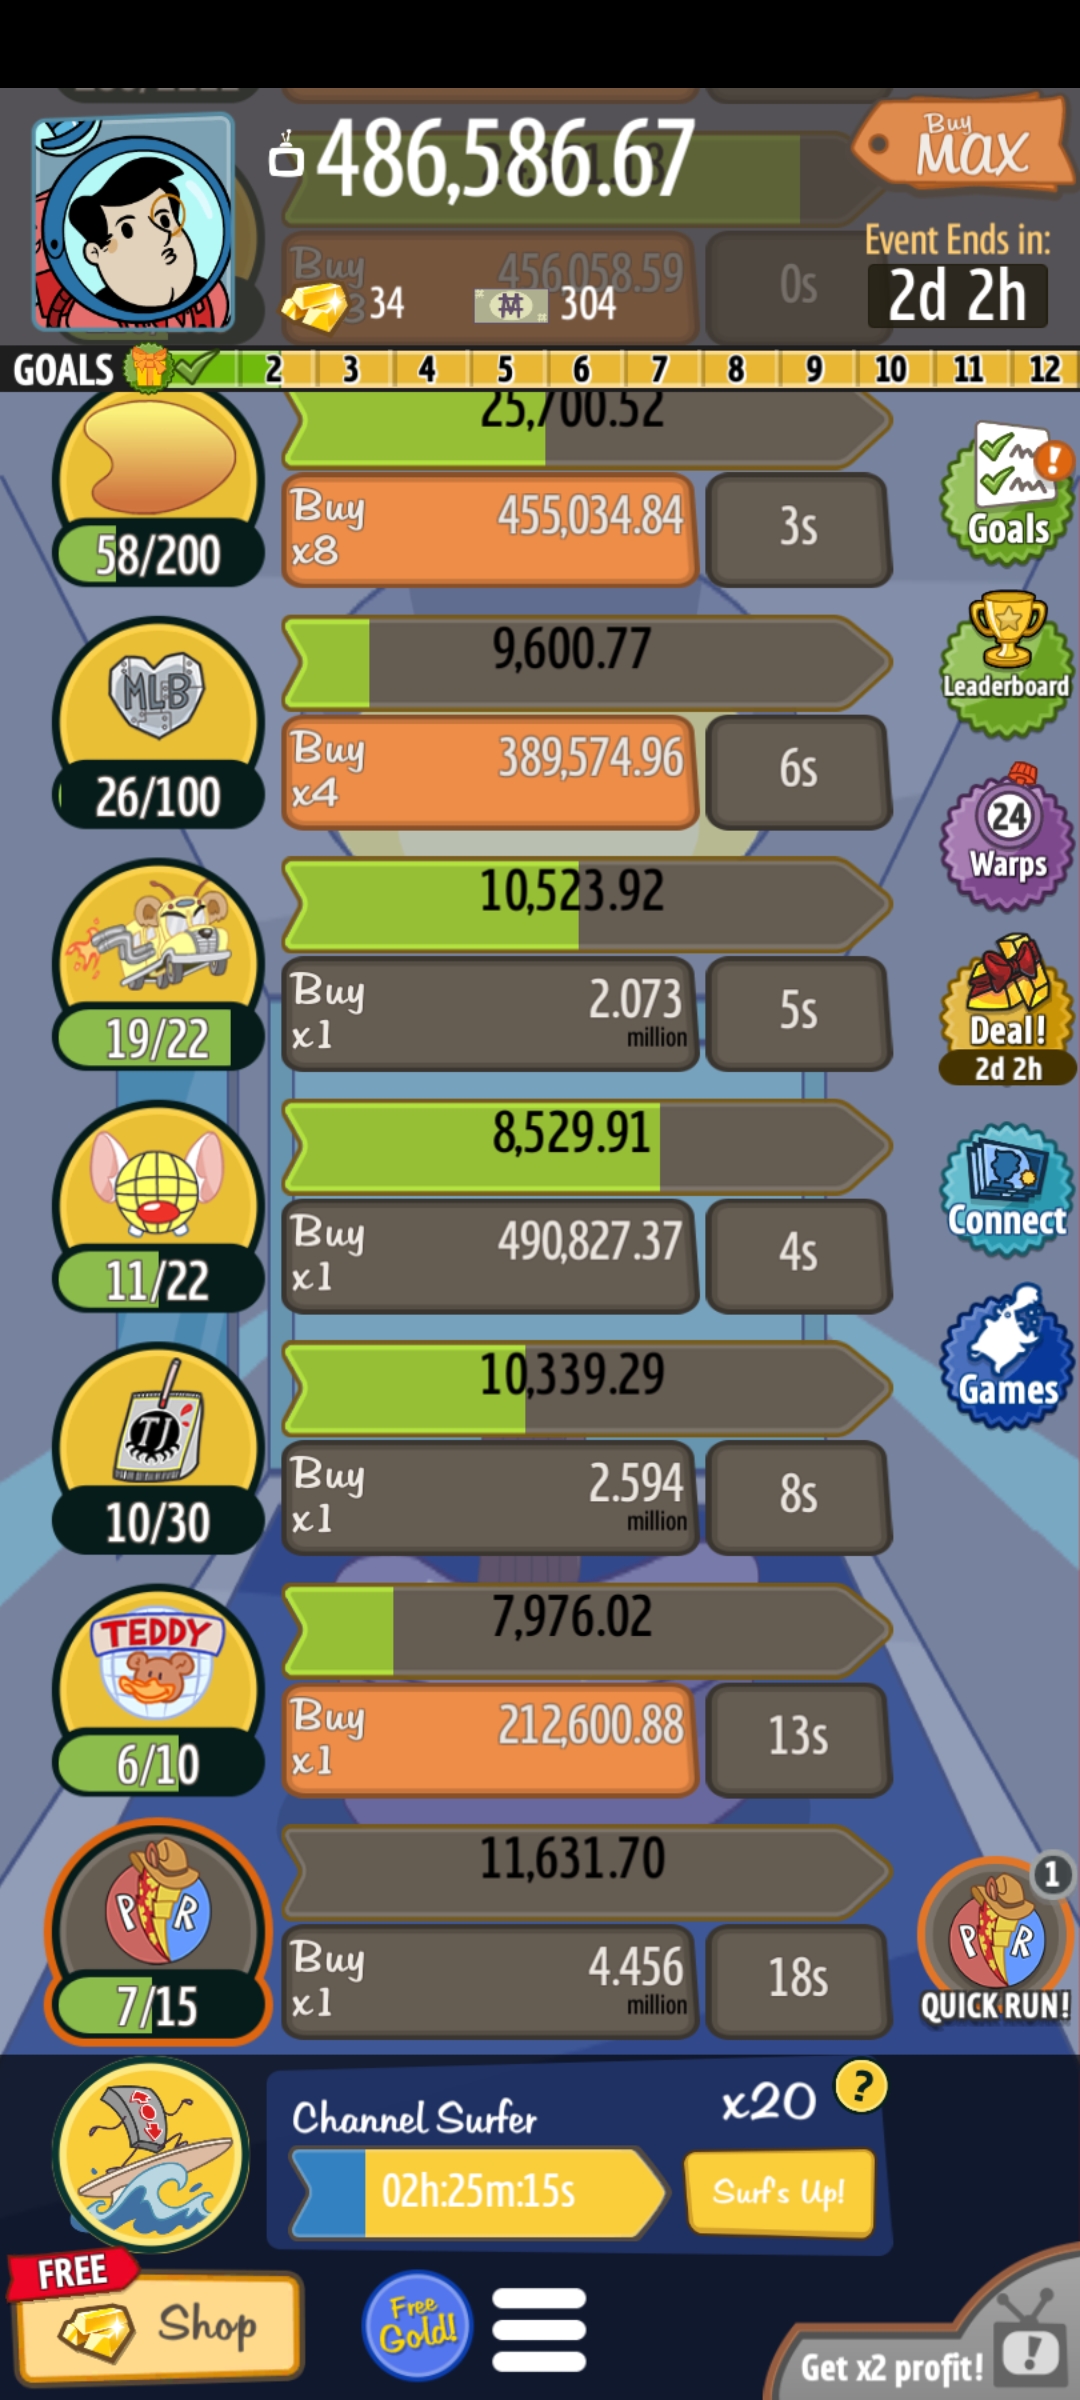 486,586.67
Buy
MAX
Event Ends in:
2d 2h
Buy
456,058.59
0s
34
304
GOALS 2 3 4 5 6 7 8 9 10 11 12
25,700.52
58/200
Buy
x8
455,034.84
3s
Goals
9,600.77
MLB
26/100
Buy
x4
389,574.96
6s
Leaderboard
10,523.92
19/22
Buy
x1
2.073
million
5s
24
Warps
Deal!
2d 2h
8,529.91
11/22
Buy
x1
490,827.37
4s
Connect
10,339.29
TJ
10/30
Buy
x1
2.594
million
8s
Games
7,976.02
TEDDY
6/10
Buy
x1
212,600.88
13s
11,631.70
P R
7/15
Buy
x1
4.456
million
18s
1
P R
QUICK RUN!
Channel Surfer
x20
?
02h:25m:15s
Surf's Up!
FREE
Shop
Free
Gold!
Get x2 profit!
!